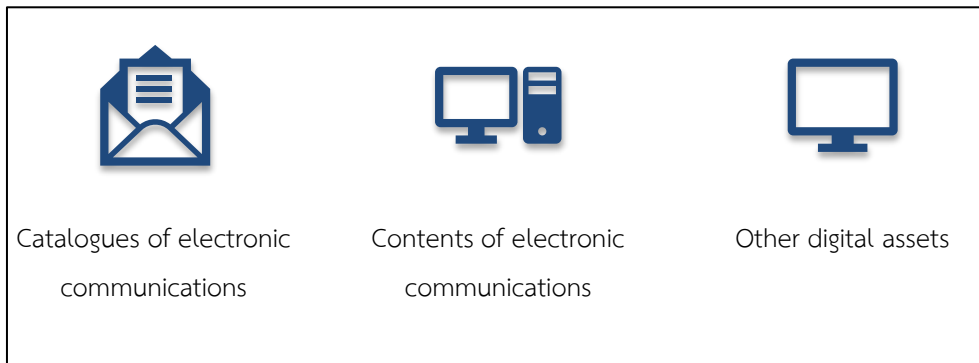 Catalogues of electronic
communications
Contents of electronic
communications
Other digital assets